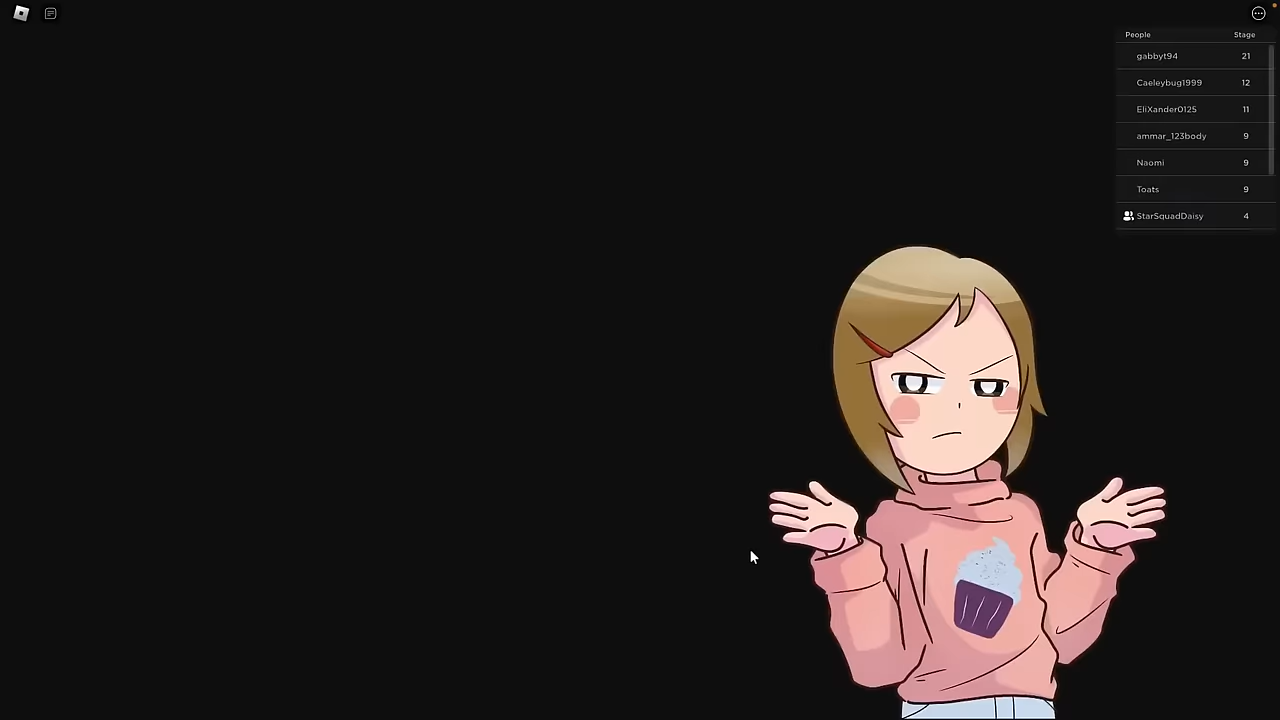 People Stage
gabbyt94 21
Caeleybug1999 12
EliXander0125 11
ammar_123body 9
Naomi 9
Toats 9
StarSquadDaisy 4